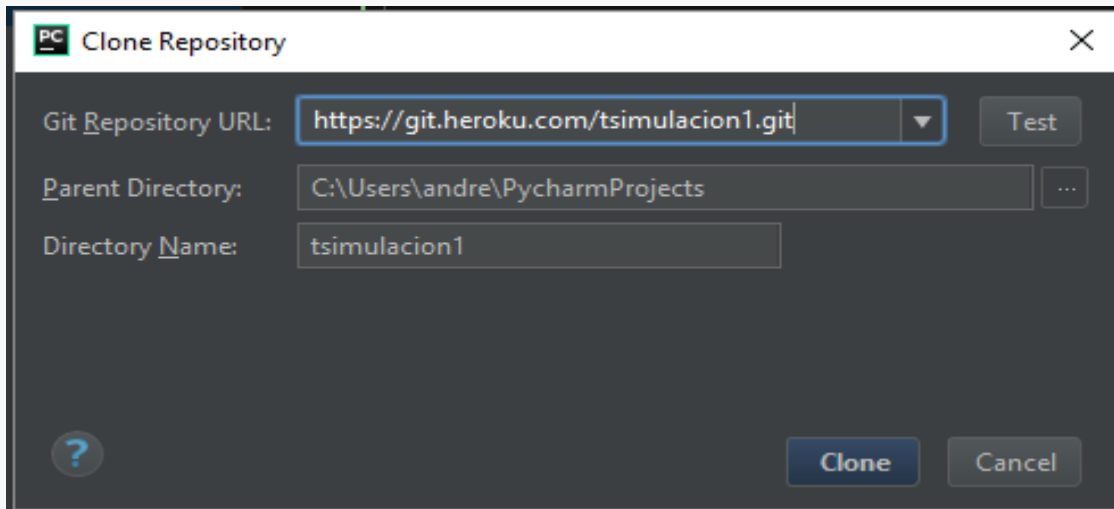 PC Clone Repository
Git Repository URL: https://git.heroku.com/tsimulacion1.git Test
Parent Directory: C:\Users\andre\PycharmProjects ...
Directory Name: tsimulacion1
? Clone Cancel